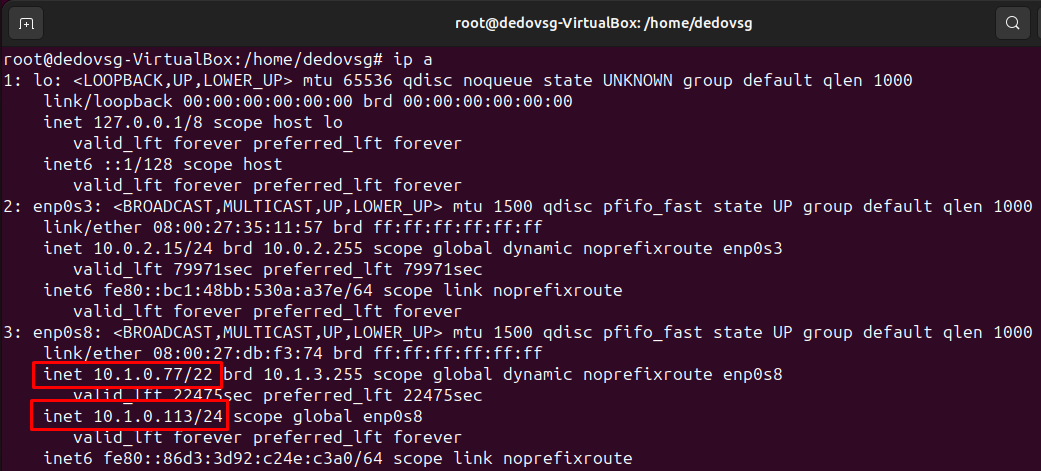 root@dedovsg-VirtualBox: /home/dedovsg
root@dedovsg-VirtualBox:/home/dedovsg# ip a
1: lo: <LOOPBACK,UP,LOWER_UP> mtu 65536 qdisc noqueue state UNKNOWN group default qlen 1000
    link/loopback 00:00:00:00:00:00 brd 00:00:00:00:00:00
    inet 127.0.0.1/8 scope host lo
       valid_lft forever preferred_lft forever
    inet6 ::1/128 scope host
       valid_lft forever preferred_lft forever
2: enp0s3: <BROADCAST,MULTICAST,UP,LOWER_UP> mtu 1500 qdisc pfifo_fast state UP group default qlen 1000
    link/ether 08:00:27:35:11:57 brd ff:ff:ff:ff:ff:ff
    inet 10.0.2.15/24 brd 10.0.2.255 scope global dynamic noprefixroute enp0s3
       valid_lft 79971sec preferred_lft 79971sec
    inet6 fe80::bc1:48bb:530a:a37e/64 scope link noprefixroute
       valid_lft forever preferred_lft forever
3: enp0s8: <BROADCAST,MULTICAST,UP,LOWER_UP> mtu 1500 qdisc pfifo_fast state UP group default qlen 1000
    link/ether 08:00:27:db:f3:74 brd ff:ff:ff:ff:ff:ff
    inet 10.1.0.77/22 brd 10.1.3.255 scope global dynamic noprefixroute enp0s8
       valid_lft 22475sec preferred_lft 22475sec
    inet 10.1.0.113/24 scope global enp0s8
       valid_lft forever preferred_lft forever
    inet6 fe80::86d3:3d92:c24e:c3a0/64 scope link noprefixroute